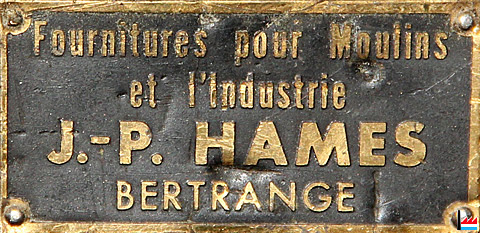 Fournitures pour Moulins
et l'Industrie
J.-P. HAMES
BERTRANGE